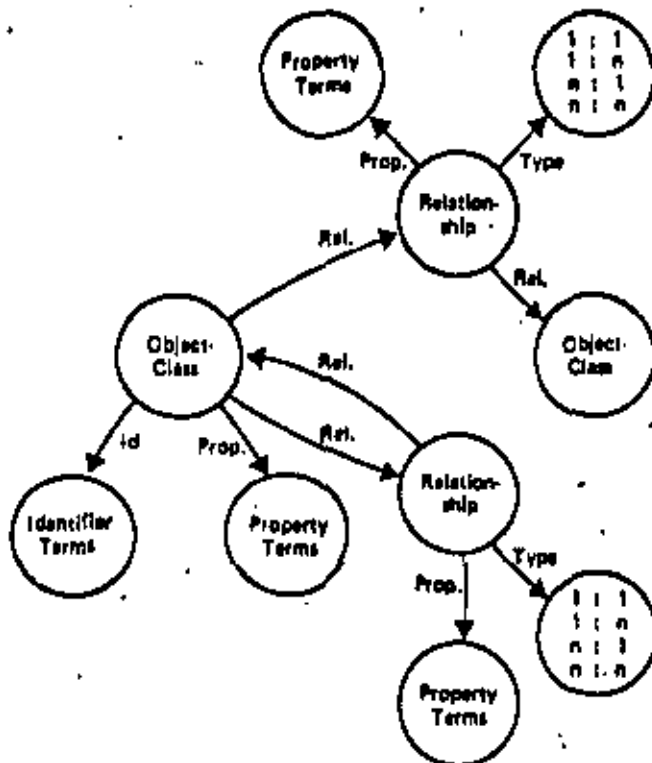 Property
Terms
1 : 1
1 : n
n : 1
n : n
Prop.
Type
Relation-
ship
Rel.
Rel.
Object-
Class
Object-
Class
Rel.
Rel.
Id
Prop.
Relation-
ship
Identifier
Terms
Property
Terms
Type
Prop.
1 : 1
1 : n
n : 1
n : n
Property
Terms